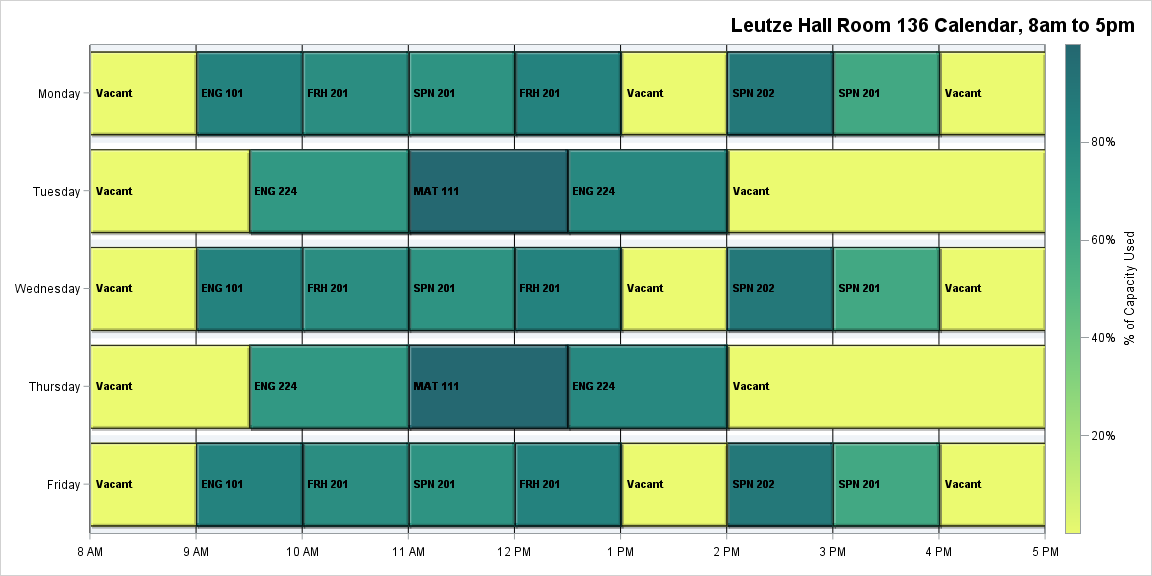 Leutze Hall Room 136 Calendar, 8am to 5pm
Monday Vacant ENG 101 FRH 201 SPN 201 FRH 201 Vacant SPN 202 SPN 201 Vacant
Tuesday Vacant ENG 224 MAT 111 ENG 224 Vacant
Wednesday Vacant ENG 101 FRH 201 SPN 201 FRH 201 Vacant SPN 202 SPN 201 Vacant
Thursday Vacant ENG 224 MAT 111 ENG 224 Vacant
Friday Vacant ENG 101 FRH 201 SPN 201 FRH 201 Vacant SPN 202 SPN 201 Vacant
8 AM 9 AM 10 AM 11 AM 12 PM 1 PM 2 PM 3 PM 4 PM 5 PM
80%
60%
40%
20%
% of Capacity Used